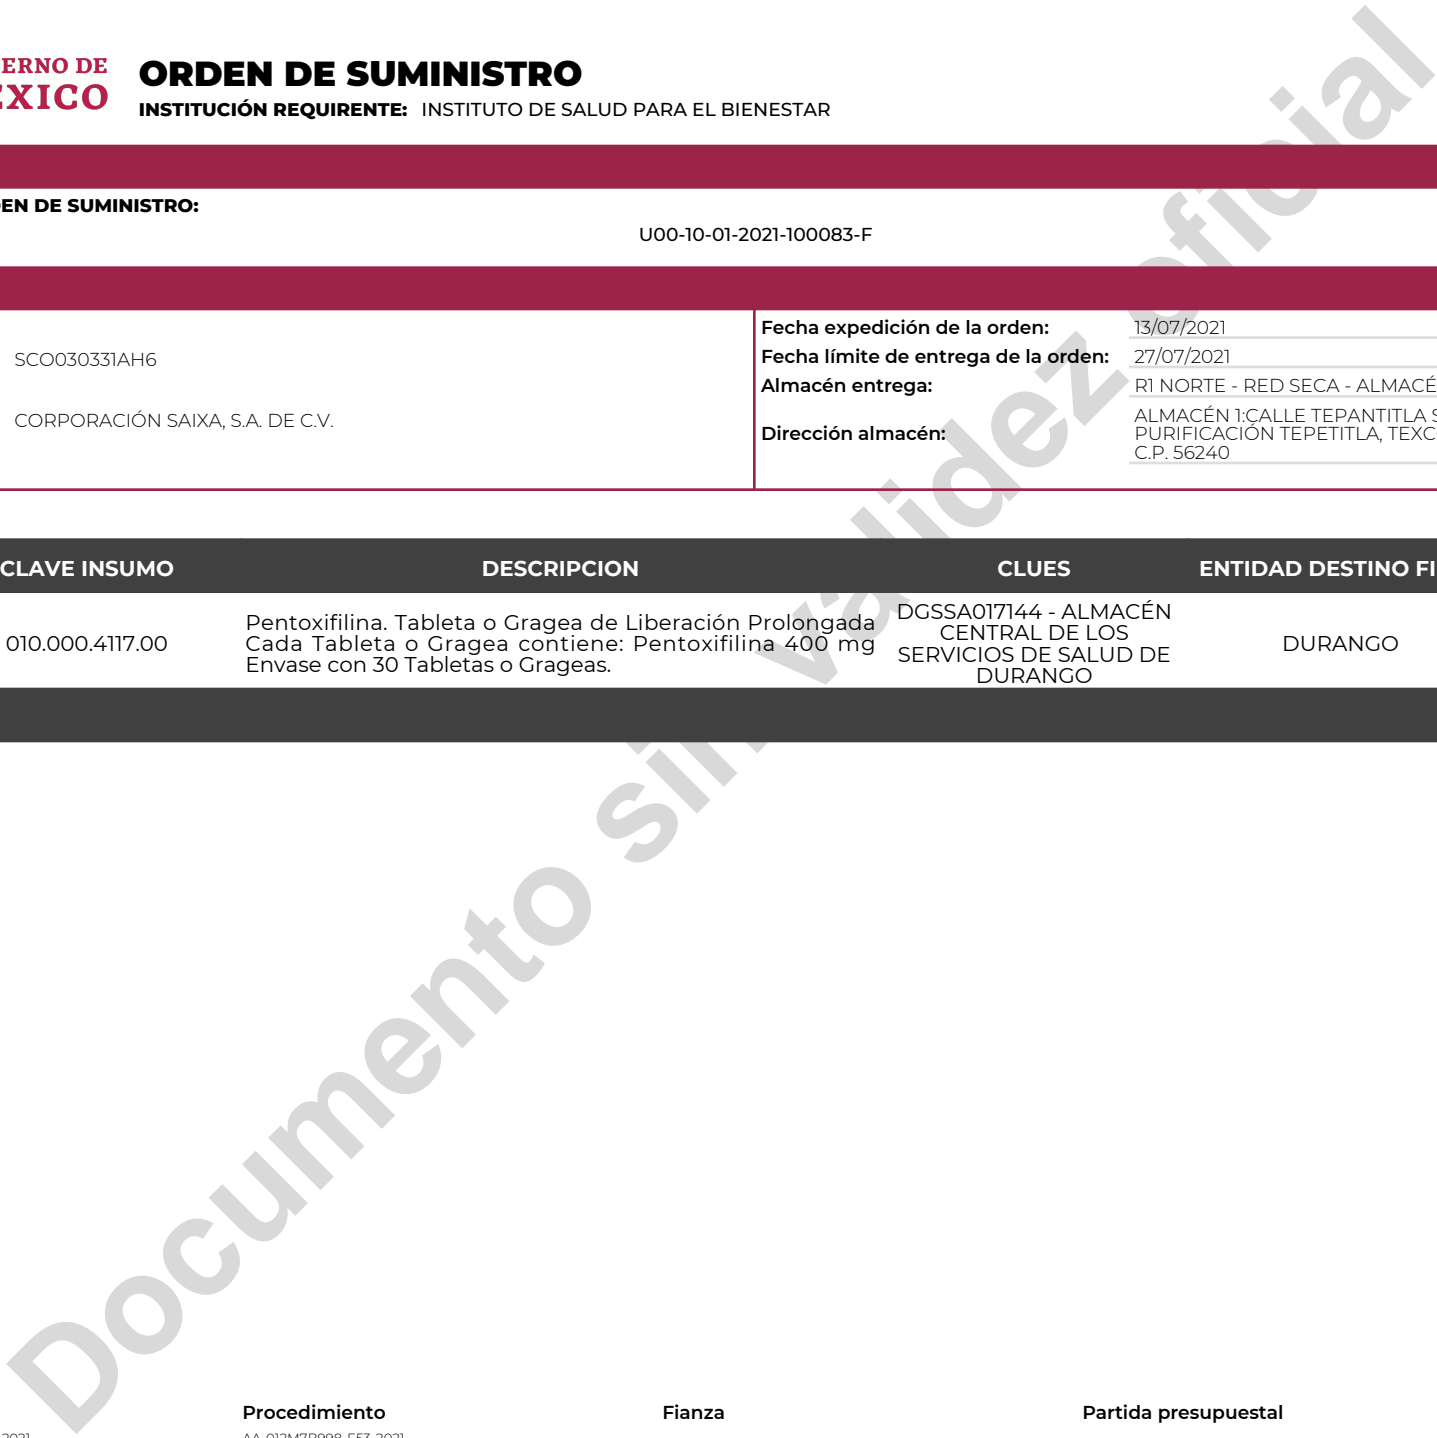 ERNO DE
ÉXICO
ORDEN DE SUMINISTRO
INSTITUCIÓN REQUIRENTE: INSTITUTO DE SALUD PARA EL BIENESTAR
EN DE SUMINISTRO:
U00-10-01-2021-100083-F
SCO030331AH6
CORPORACIÓN SAIXA, S.A. DE C.V.
Fecha expedición de la orden: 13/07/2021
Fecha límite de entrega de la orden: 27/07/2021
Almacén entrega: R1 NORTE - RED SECA - ALMACÉ
Dirección almacén:
ALMACÉN 1:CALLE TEPANTITLA S
PURIFICACIÓN TEPETITLA, TEXC
C.P. 56240
CLAVE INSUMO DESCRIPCION CLUES ENTIDAD DESTINO FI
010.000.4117.00
Pentoxifilina. Tableta o Gragea de Liberación Prolongada
Cada Tableta o Gragea contiene: Pentoxifilina 400 mg
Envase con 30 Tabletas o Grageas.
DGSSA017144 - ALMACÉN
CENTRAL DE LOS
SERVICIOS DE SALUD DE
DURANGO
DURANGO
Documento sin validez oficial
Procedimiento Fianza Partida presupuestal